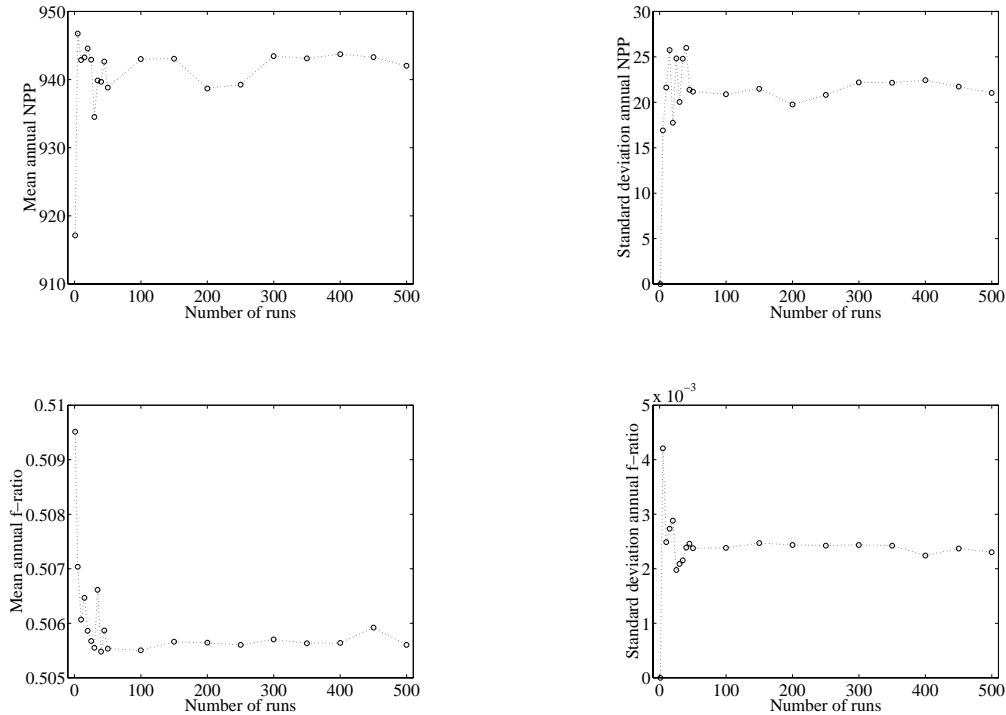 950
940
930
920
910
Mean annual NPP
0 100 200 300 400 500
Number of runs
30
25
20
15
10
5
0
Standard deviation annual NPP
0 100 200 300 400 500
Number of runs
0.51
0.509
0.508
0.507
0.506
0.505
Mean annual f−ratio
0 100 200 300 400 500
Number of runs
x 10−3
5
4
3
2
1
0
Standard deviation annual f−ratio
0 100 200 300 400 500
Number of runs